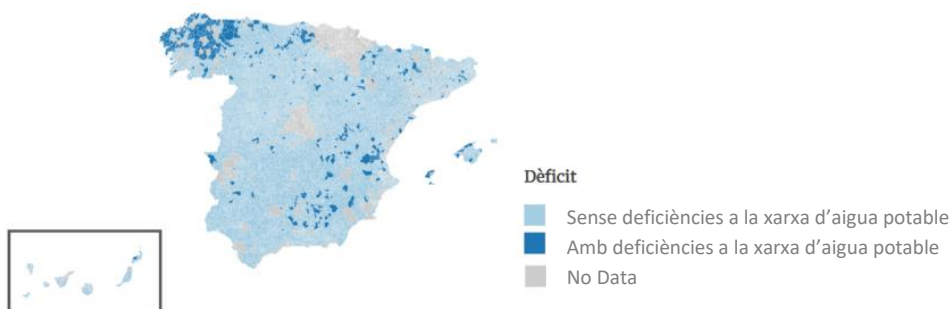 Dèficit
Sense deficiències a la xarxa d'aigua potable
Amb deficiències a la xarxa d'aigua potable
No Data